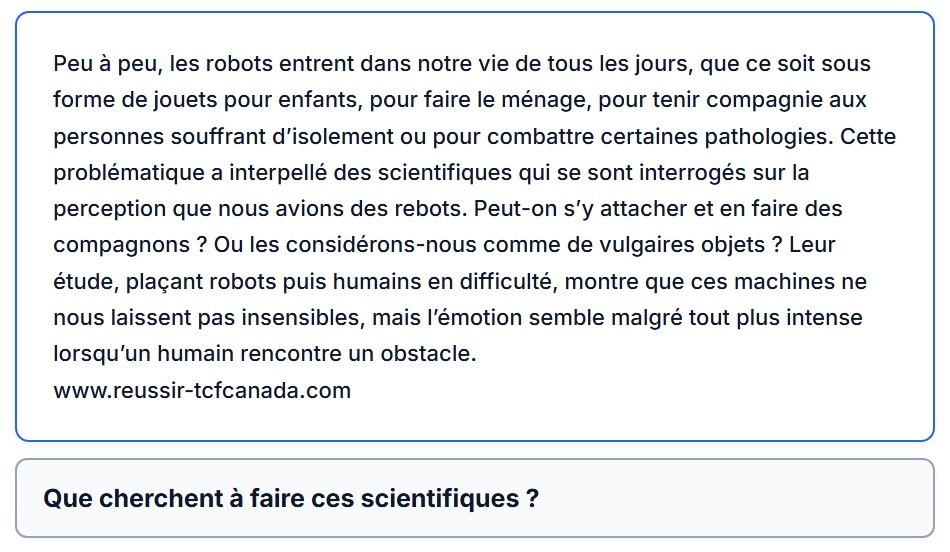 Peu à peu, les robots entrent dans notre vie de tous les jours, que ce soit sous
forme de jouets pour enfants, pour faire le ménage, pour tenir compagnie aux
personnes souffrant d’isolement ou pour combattre certaines pathologies. Cette
problématique a interpellé des scientifiques qui se sont interrogés sur la
perception que nous avions des rebots. Peut-on s’y attacher et en faire des
compagnons ? Ou les considérons-nous comme de vulgaires objets ? Leur
étude, plaçant robots puis humains en difficulté, montre que ces machines ne
nous laissent pas insensibles, mais l’émotion semble malgré tout plus intense
lorsqu’un humain rencontre un obstacle.
www.reussir-tcfcanada.com
Que cherchent à faire ces scientifiques ?